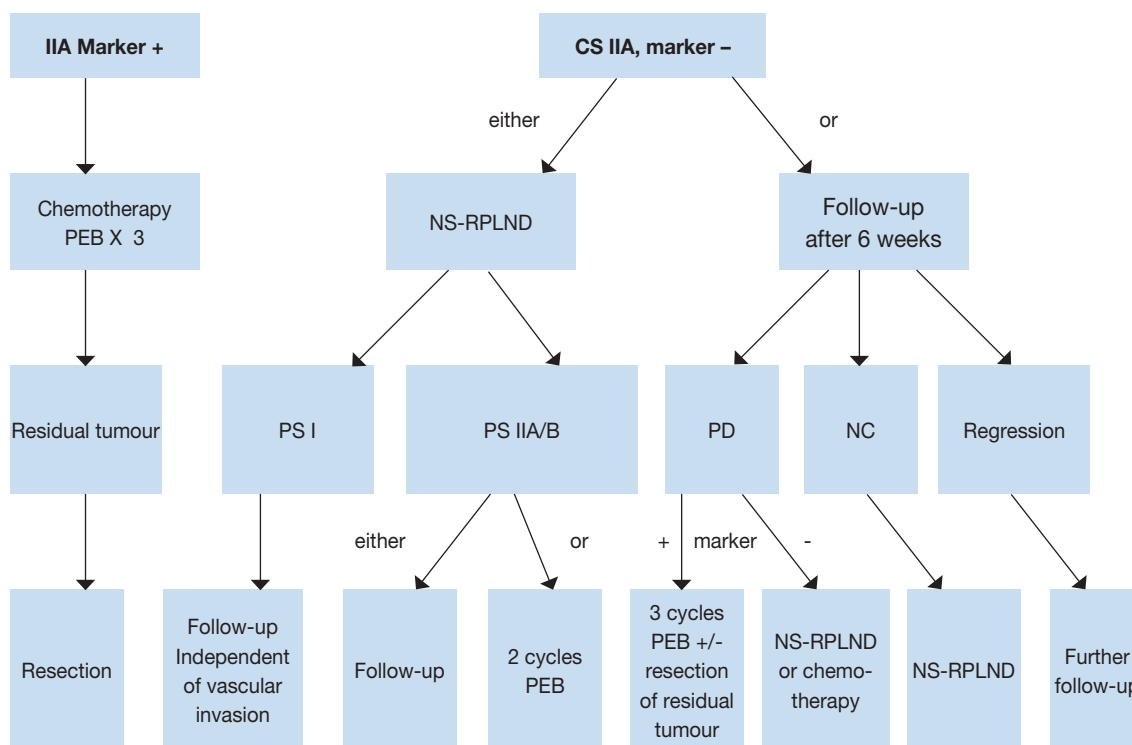 IIA Marker +
CS IIA, marker –
either
or
Chemotherapy
PEB X 3
NS-RPLND
Follow-up
after 6 weeks
Residual tumour
PS I
PS IIA/B
PD
NC
Regression
either
or
+ marker -
Resection
Follow-up
Independent
of vascular
invasion
Follow-up
2 cycles
PEB
3 cycles
PEB +/-
resection
of residual
tumour
NS-RPLND
or chemo-
therapy
NS-RPLND
Further
follow-up